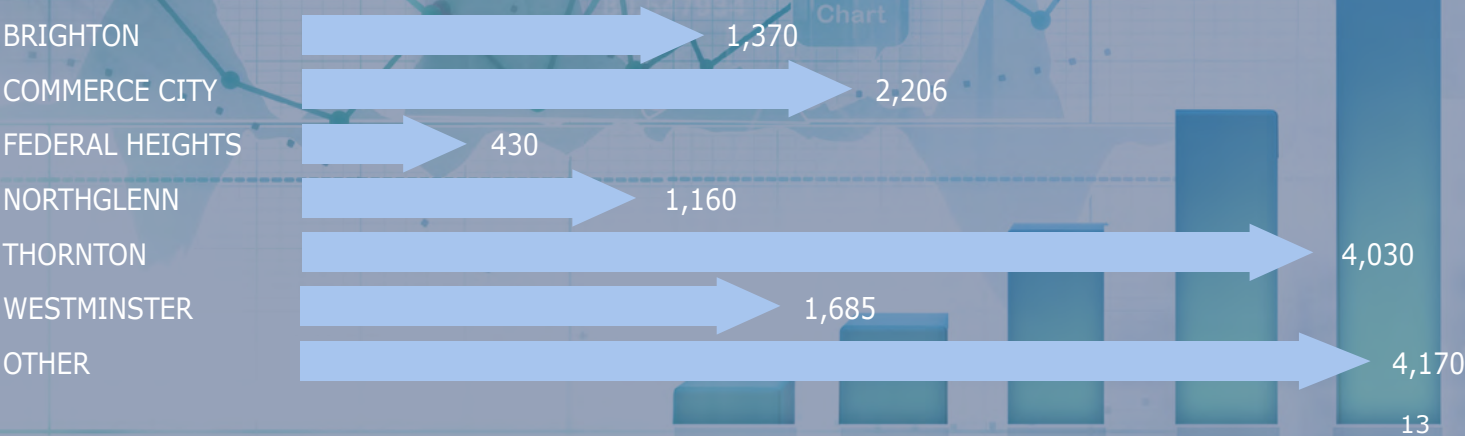 Chart
BRIGHTON 1,370
COMMERCE CITY 2,206
FEDERAL HEIGHTS 430
NORTHGLENN 1,160
THORNTON 4,030
WESTMINSTER 1,685
OTHER 4,170
13